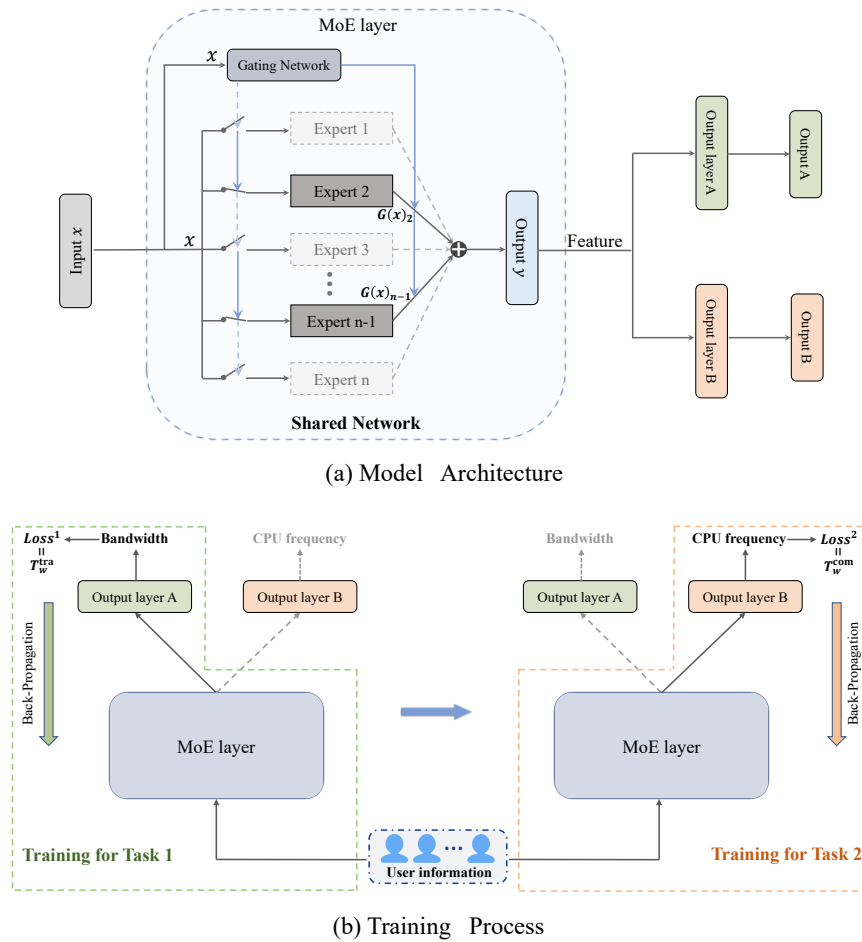 MoE layer
x
Gating Network
Expert 1
Expert 2
G(x)₂
Expert 3
G(x)ₙ₋₁
Expert n-1
Expert n
Input x
x
Output y
Feature
Output layer A
Output A
Output layer B
Output B
Shared Network
(a) Model Architecture
Loss¹
=
T_w^tra
Bandwidth
CPU frequency
Output layer A
Output layer B
Back-Propagation
MoE layer
Training for Task 1
Bandwidth
CPU frequency
Loss²
=
T_w^com
Output layer A
Output layer B
Back-Propagation
MoE layer
Training for Task 2
User information
(b) Training Process